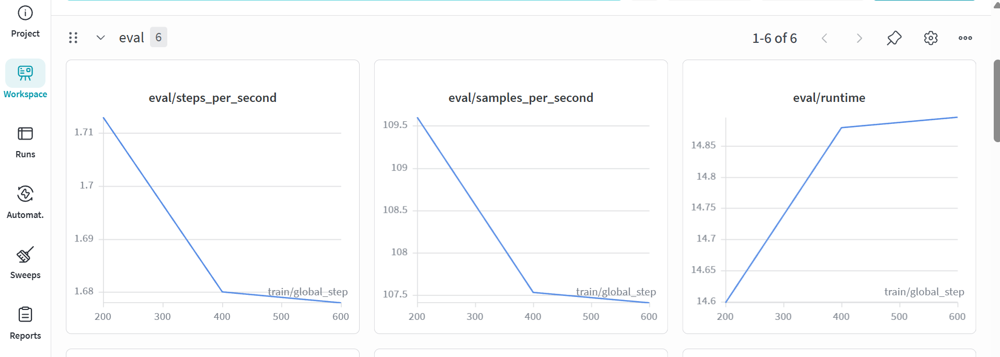 Project
Workspace
Runs
Automat.
Sweeps
Reports
eval 6
1-6 of 6
eval/steps_per_second
1.71
1.7
1.69
1.68
train/global_step
200 300 400 500 600
eval/samples_per_second
109.5
109
108.5
108
107.5
train/global_step
200 300 400 500 600
eval/runtime
14.85
14.8
14.75
14.7
14.65
14.6
train/global_step
200 300 400 500 600